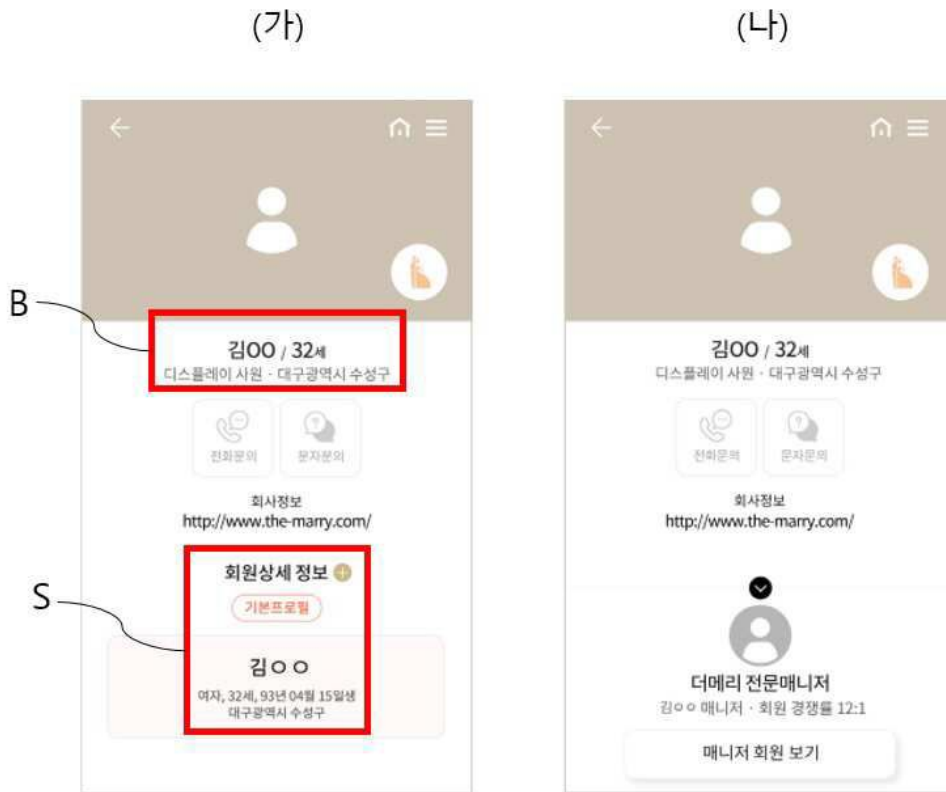 (가)
B
김OO / 32세
디스플레이 사원 · 대구광역시 수성구
전화문의
문자문의
회사정보
http://www.the-marry.com/
S
회원상세 정보 +
기본프로필
김ㅇㅇ
여자, 32세, 93년 04월 15일생
대구광역시 수성구
(나)
김OO / 32세
디스플레이 사원 · 대구광역시 수성구
전화문의
문자문의
회사정보
http://www.the-marry.com/
더메리 전문매니저
김ㅇㅇ 매니저 · 회원 경쟁률 12:1
매니저 회원 보기